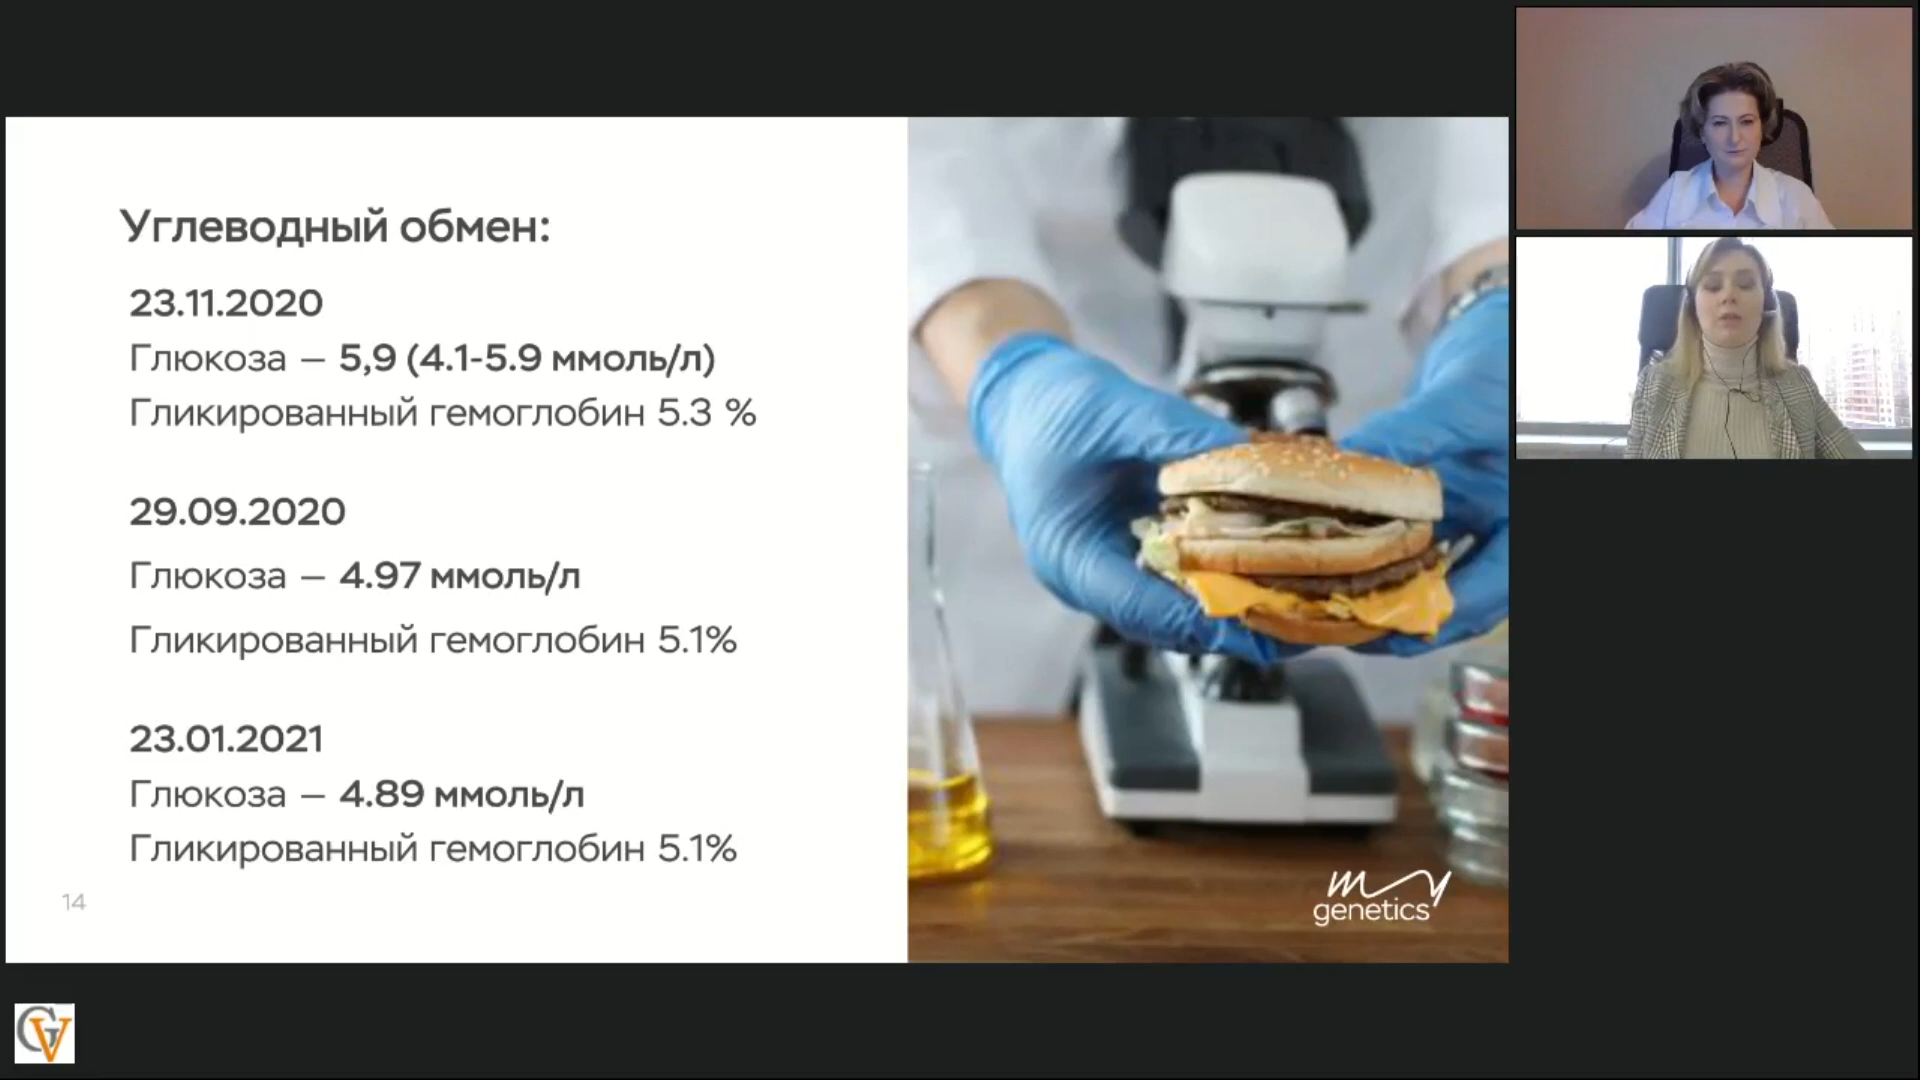 Углеводный обмен:
23.11.2020
Глюкоза – 5,9 (4.1-5.9 ммоль/л)
Гликированный гемоглобин 5.3 %
29.09.2020
Глюкоза – 4.97 ммоль/л
Гликированный гемоглобин 5.1%
23.01.2021
Глюкоза – 4.89 ммоль/л
Гликированный гемоглобин 5.1%
14
my
genetics
GV